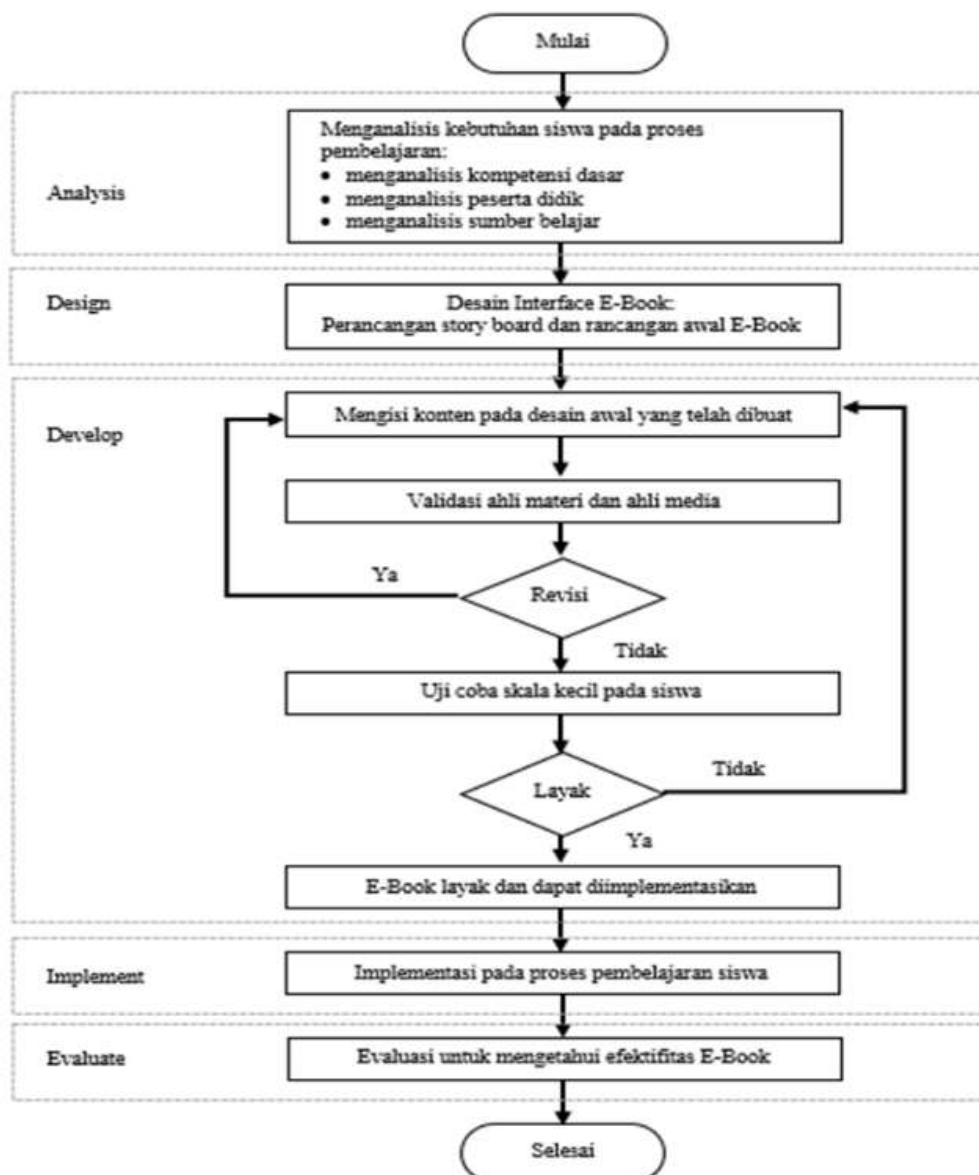 Mulai
Menganalisis kebutuhan siswa pada proses
pembelajaran:
• menganalisis kompetensi dasar
• menganalisis peserta didik
• menganalisis sumber belajar
Analysis
Design
Desain Interface E-Book:
Perancangan story board dan rancangan awal E-Book
Develop
Mengisi konten pada desain awal yang telah dibuat
Validasi ahli materi dan ahli media
Ya
Revisi
Tidak
Uji coba skala kecil pada siswa
Tidak
Layak
Ya
E-Book layak dan dapat diimplementasikan
Implement
Implementasi pada proses pembelajaran siswa
Evaluate
Evaluasi untuk mengetahui efektifitas E-Book
Selesai